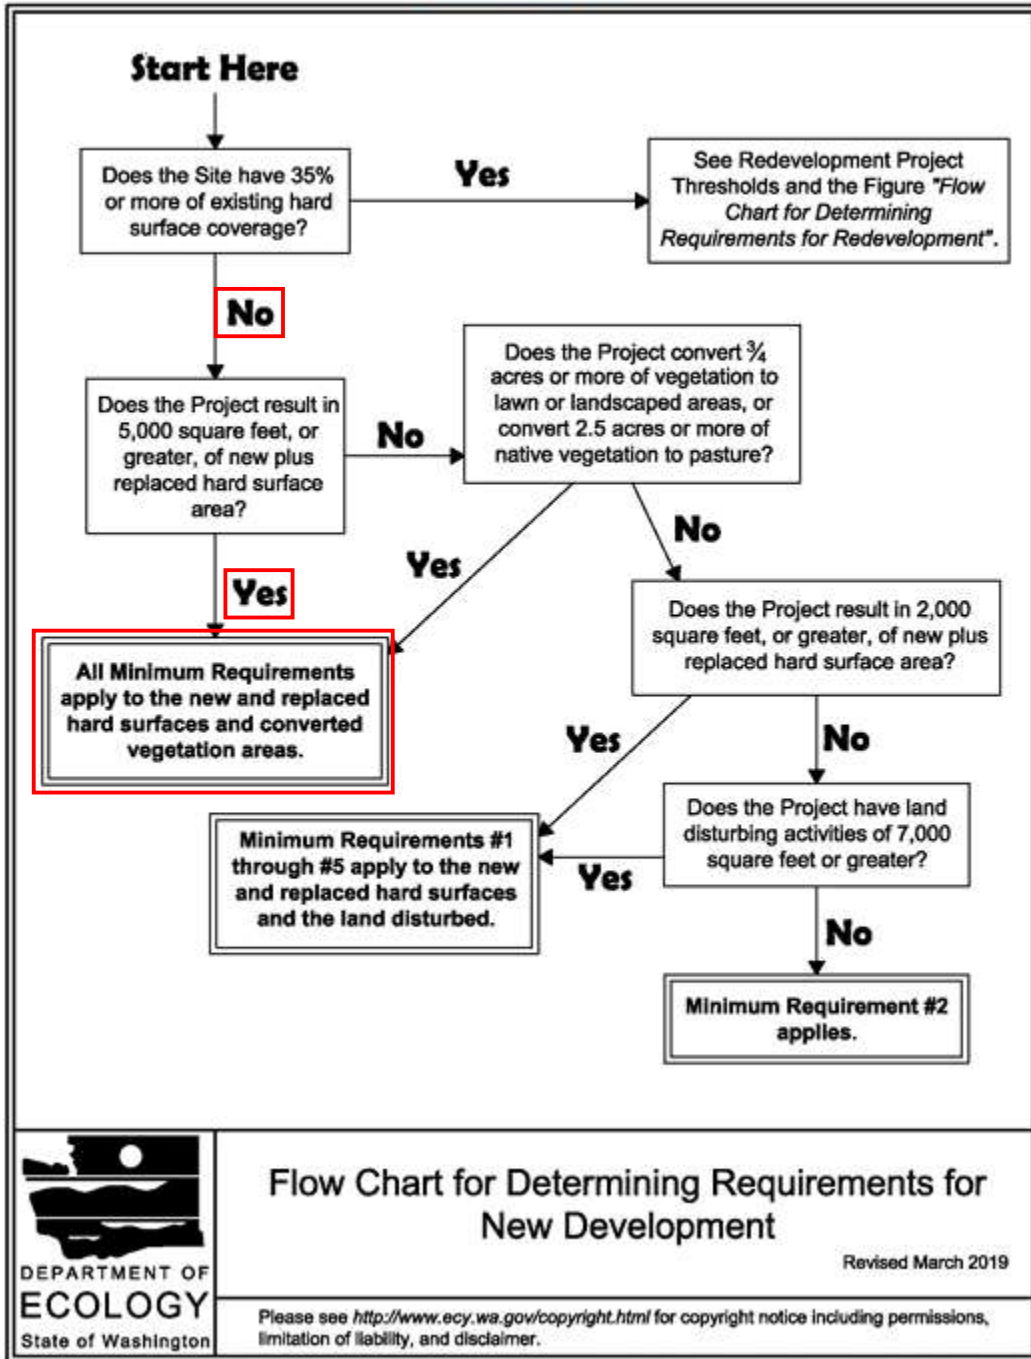 Start Here
Does the Site have 35%
or more of existing hard
surface coverage?
Yes
See Redevelopment Project
Thresholds and the Figure "Flow
Chart for Determining
Requirements for Redevelopment".
No
Does the Project result in
5,000 square feet, or
greater, of new plus
replaced hard surface
area?
No
Does the Project convert ¾
acres or more of vegetation to
lawn or landscaped areas, or
convert 2.5 acres or more of
native vegetation to pasture?
Yes
Yes
No
All Minimum Requirements
apply to the new and replaced
hard surfaces and converted
vegetation areas.
Does the Project result in 2,000
square feet, or greater, of new plus
replaced hard surface area?
Yes
No
Minimum Requirements #1
through #5 apply to the new
and replaced hard surfaces
and the land disturbed.
Yes
Does the Project have land
disturbing activities of 7,000
square feet or greater?
No
Minimum Requirement #2
applies.
DEPARTMENT OF
ECOLOGY
State of Washington
Flow Chart for Determining Requirements for
New Development
Revised March 2019
Please see http://www.ecy.wa.gov/copyright.html for copyright notice including permissions,
limitation of liability, and disclaimer.